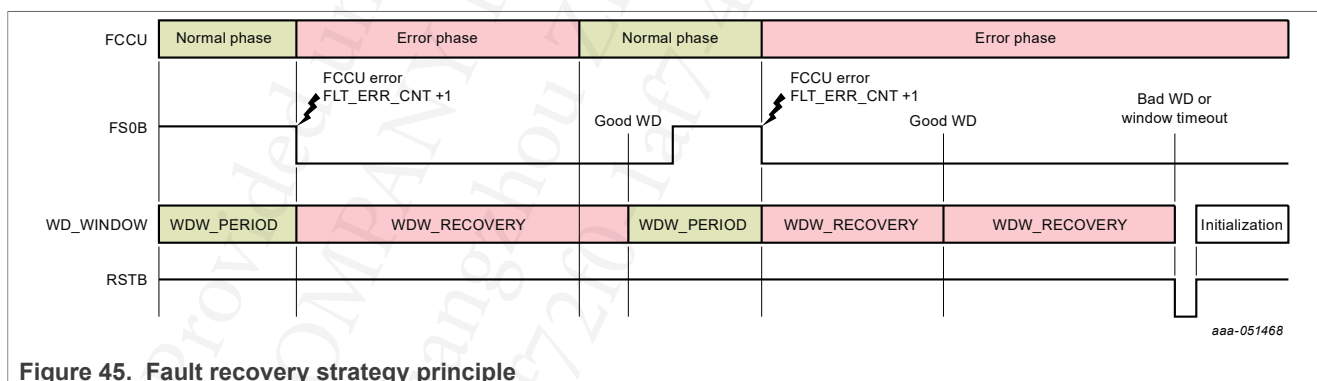 FCCU Normal phase Error phase Normal phase Error phase
FCCU error
FLT_ERR_CNT +1
FCCU error
FLT_ERR_CNT +1
Bad WD or
window timeout
FS0B Good WD Good WD
WD_WINDOW WDW_PERIOD WDW_RECOVERY WDW_PERIOD WDW_RECOVERY WDW_RECOVERY Initialization
RSTB
aaa-051468
Figure 45. Fault recovery strategy principle